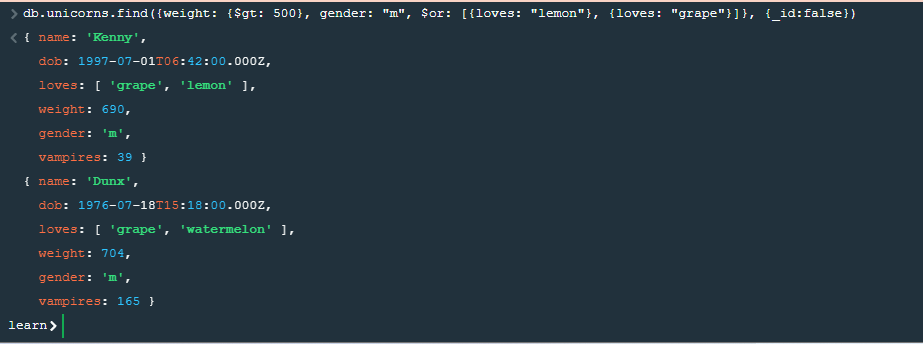 > db.unicorns.find({weight: {$gt: 500}, gender: "m", $or: [{loves: "lemon"}, {loves: "grape"}]}, {_id:false})
< { name: 'Kenny',
dob: 1997-07-01T06:42:00.000Z,
loves: [ 'grape', 'lemon' ],
weight: 690,
gender: 'm',
vampires: 39 }
{ name: 'Dunx',
dob: 1976-07-18T15:18:00.000Z,
loves: [ 'grape', 'watermelon' ],
weight: 704,
gender: 'm',
vampires: 165 }
learn>